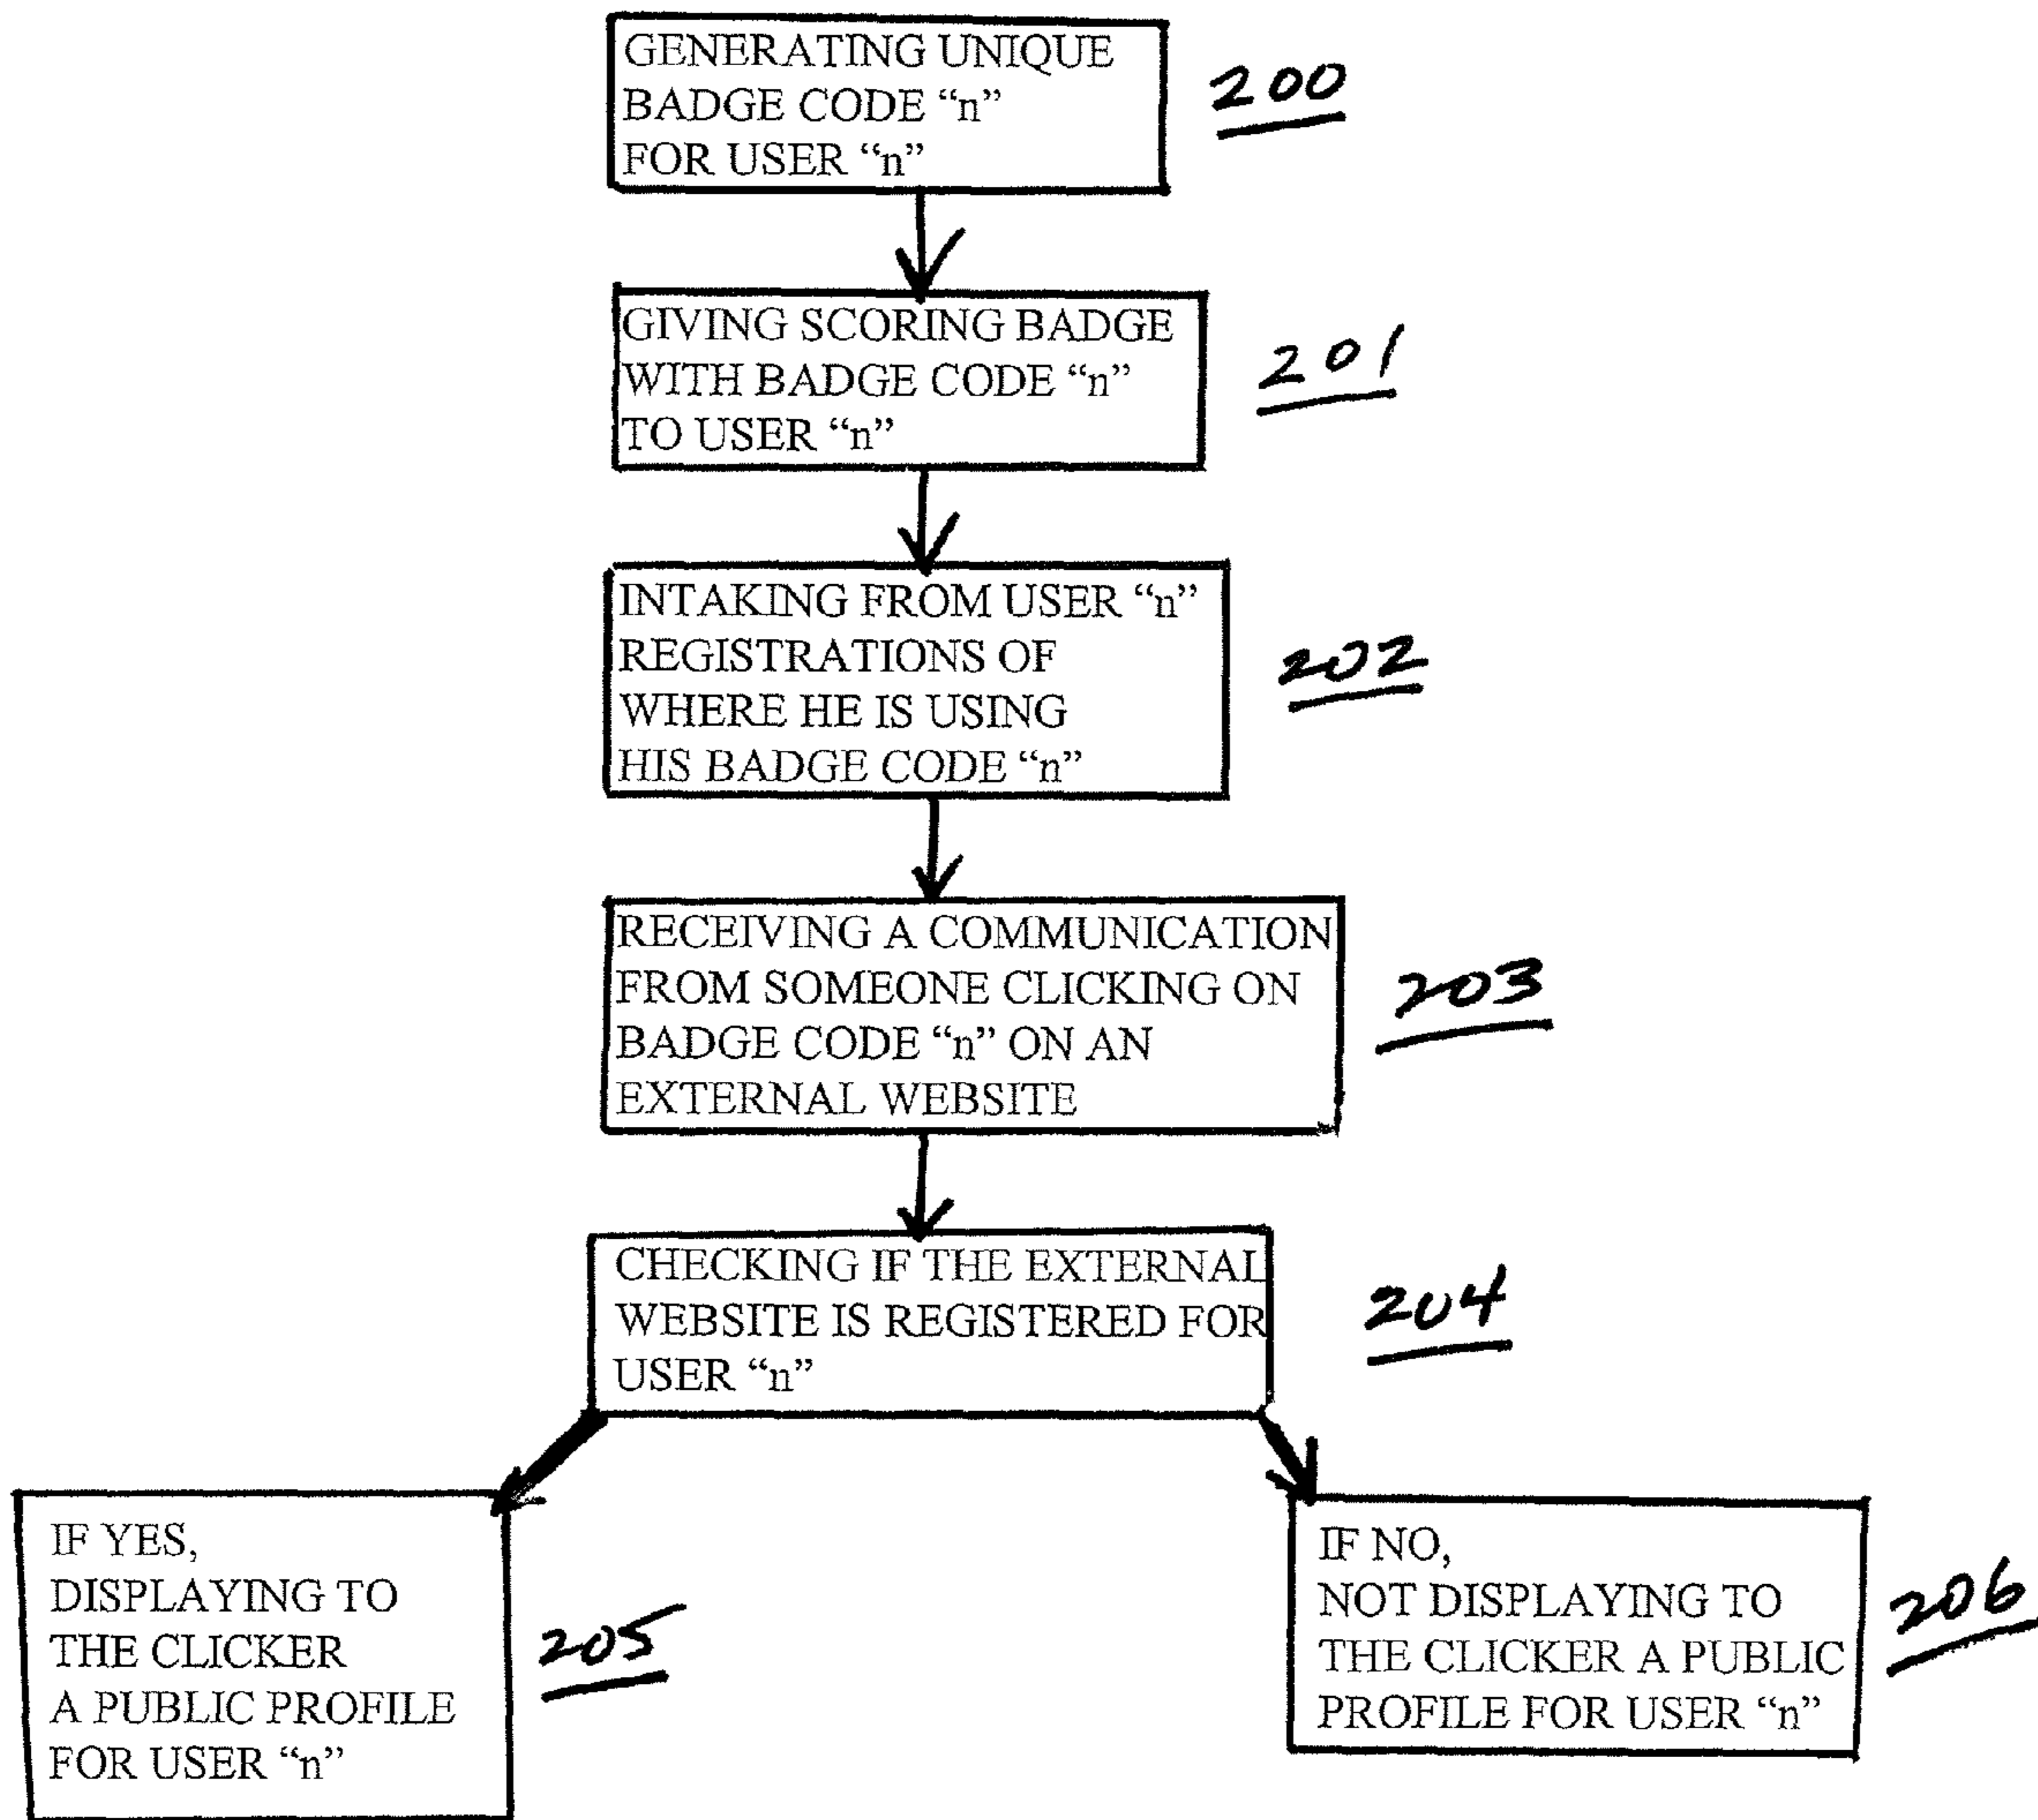 GENERATING UNIQUE
BADGE CODE “n”
FOR USER “n”
200
GIVING SCORING BADGE
WITH BADGE CODE “n”
TO USER “n”
201
INTAKING FROM USER “n”
REGISTRATIONS OF
WHERE HE IS USING
HIS BADGE CODE “n”
202
RECEIVING A COMMUNICATION
FROM SOMEONE CLICKING ON
BADGE CODE “n” ON AN
EXTERNAL WEBSITE
203
CHECKING IF THE EXTERNAL
WEBSITE IS REGISTERED FOR
USER “n”
204
IF YES,
DISPLAYING TO
THE CLICKER
A PUBLIC PROFILE
FOR USER “n”
205
IF NO,
NOT DISPLAYING TO
THE CLICKER A PUBLIC
PROFILE FOR USER “n”
206